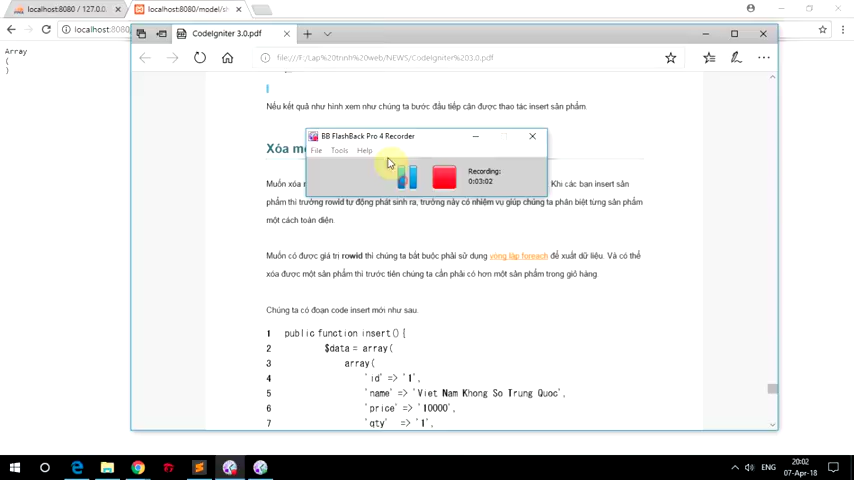 localhost:8080 / 127.0.0
localhost:8080/model/sh
localhost:8080
Array
(
)
CodeIgniter 3.0.pdf
file:///F:/Lap%20trinh%20web/NEWS/CodeIgniter%203.0.pdf
Nếu kết quả như hình xem như chúng ta bước đầu tiếp cận được thao tác insert sản phẩm
BB FlashBack Pro 4 Recorder
File Tools Help
Recording:
0:03:02
Xóa m
Muốn xóa
Khi các bạn insert sản
phẩm thì trường rowid tự động phát sinh ra, trường này có nhiệm vụ giúp chúng ta phân biệt từng sản phẩm
một cách toàn diện.
Muốn có được giá trị rowid thì chúng ta bắt buộc phải sử dụng vòng lặp foreach để xuất dữ liệu. Và có thể
xóa được một sản phẩm thì trước tiên chúng ta cần phải có hơn một sản phẩm trong giỏ hàng.
Chúng ta có đoạn code insert mới như sau.
1 public function insert(){
2 $data = array(
3 array(
4 'id' => '1',
5 'name' => 'Viet Nam Khong So Trung Quoc',
6 'price' => '10000',
7 'qty' => '1',
ENG
20:02
07-Apr-18